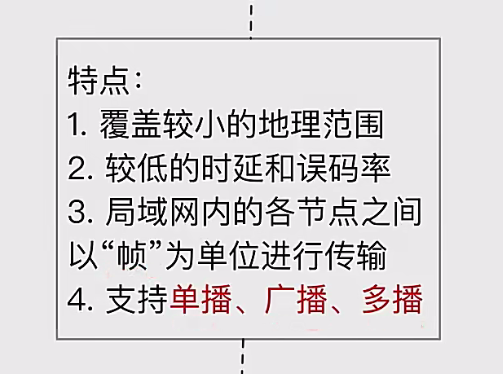 特点：
1. 覆盖较小的地理范围
2. 较低的时延和误码率
3. 局域网内的各节点之间
以“帧”为单位进行传输
4. 支持单播、广播、多播